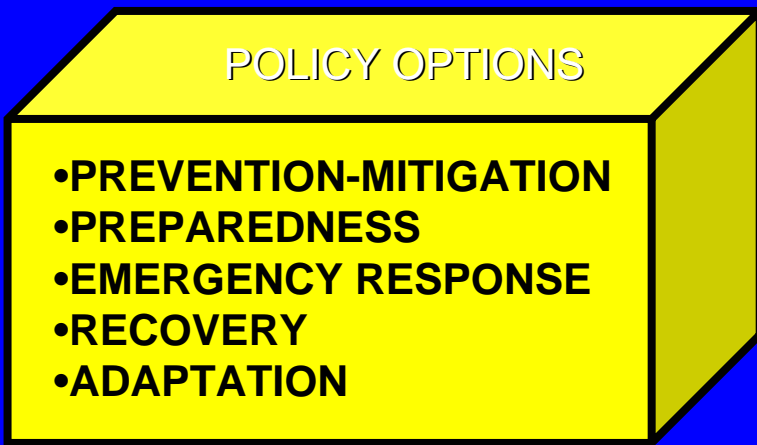 POLICY OPTIONS
•PREVENTION-MITIGATION
•PREPAREDNESS
•EMERGENCY RESPONSE
•RECOVERY
•ADAPTATION